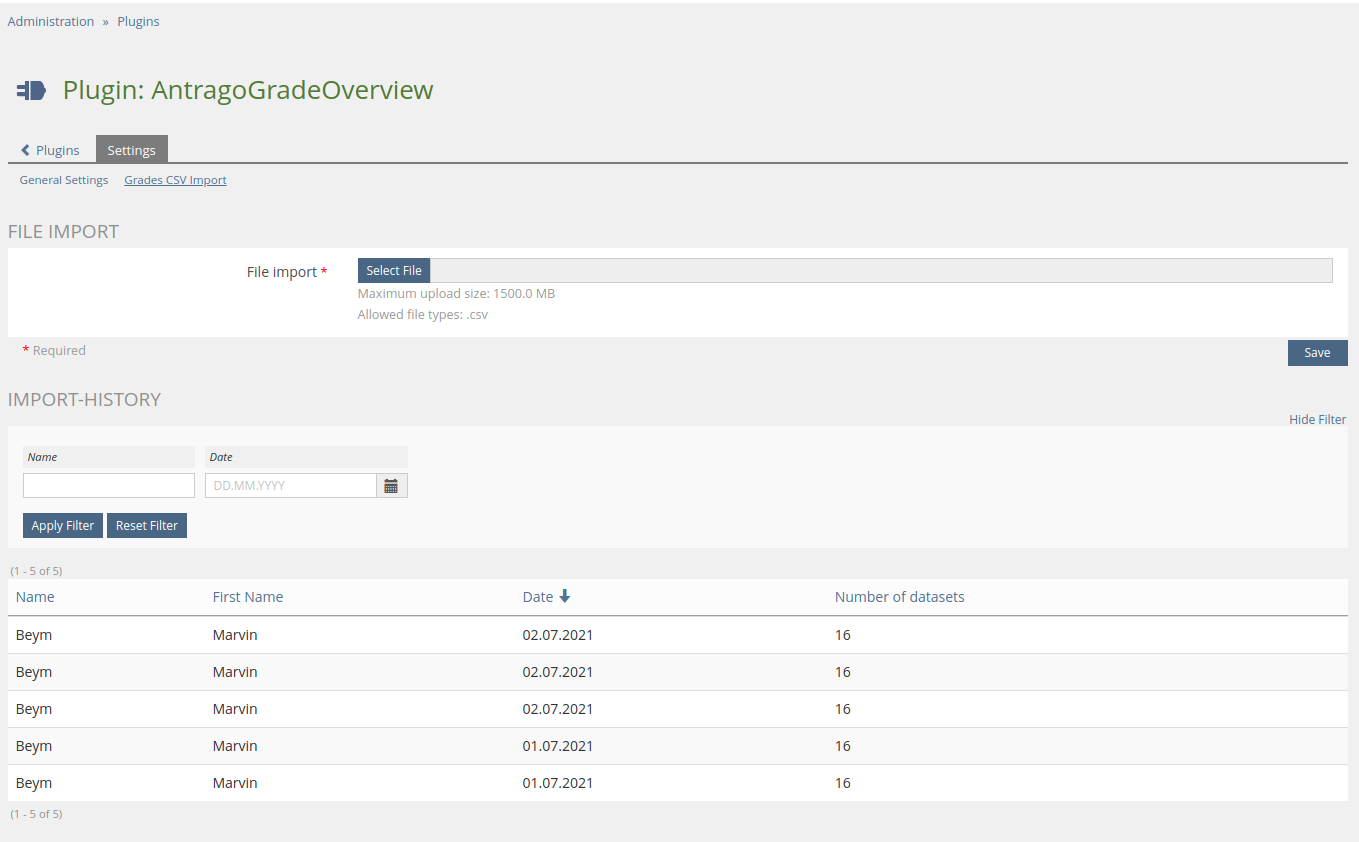 Administration » Plugins
Plugin: AntragoGradeOverview
Plugins Settings
General Settings Grades CSV Import
FILE IMPORT
File import * Select File
Maximum upload size: 1500.0 MB
Allowed file types: .csv
* Required Save
IMPORT-HISTORY
Hide Filter
Name Date
DD.MM.YYYY
Apply Filter Reset Filter
(1 - 5 of 5)
Name First Name Date Number of datasets
Beym Marvin 02.07.2021 16
Beym Marvin 02.07.2021 16
Beym Marvin 02.07.2021 16
Beym Marvin 01.07.2021 16
Beym Marvin 01.07.2021 16
(1 - 5 of 5)